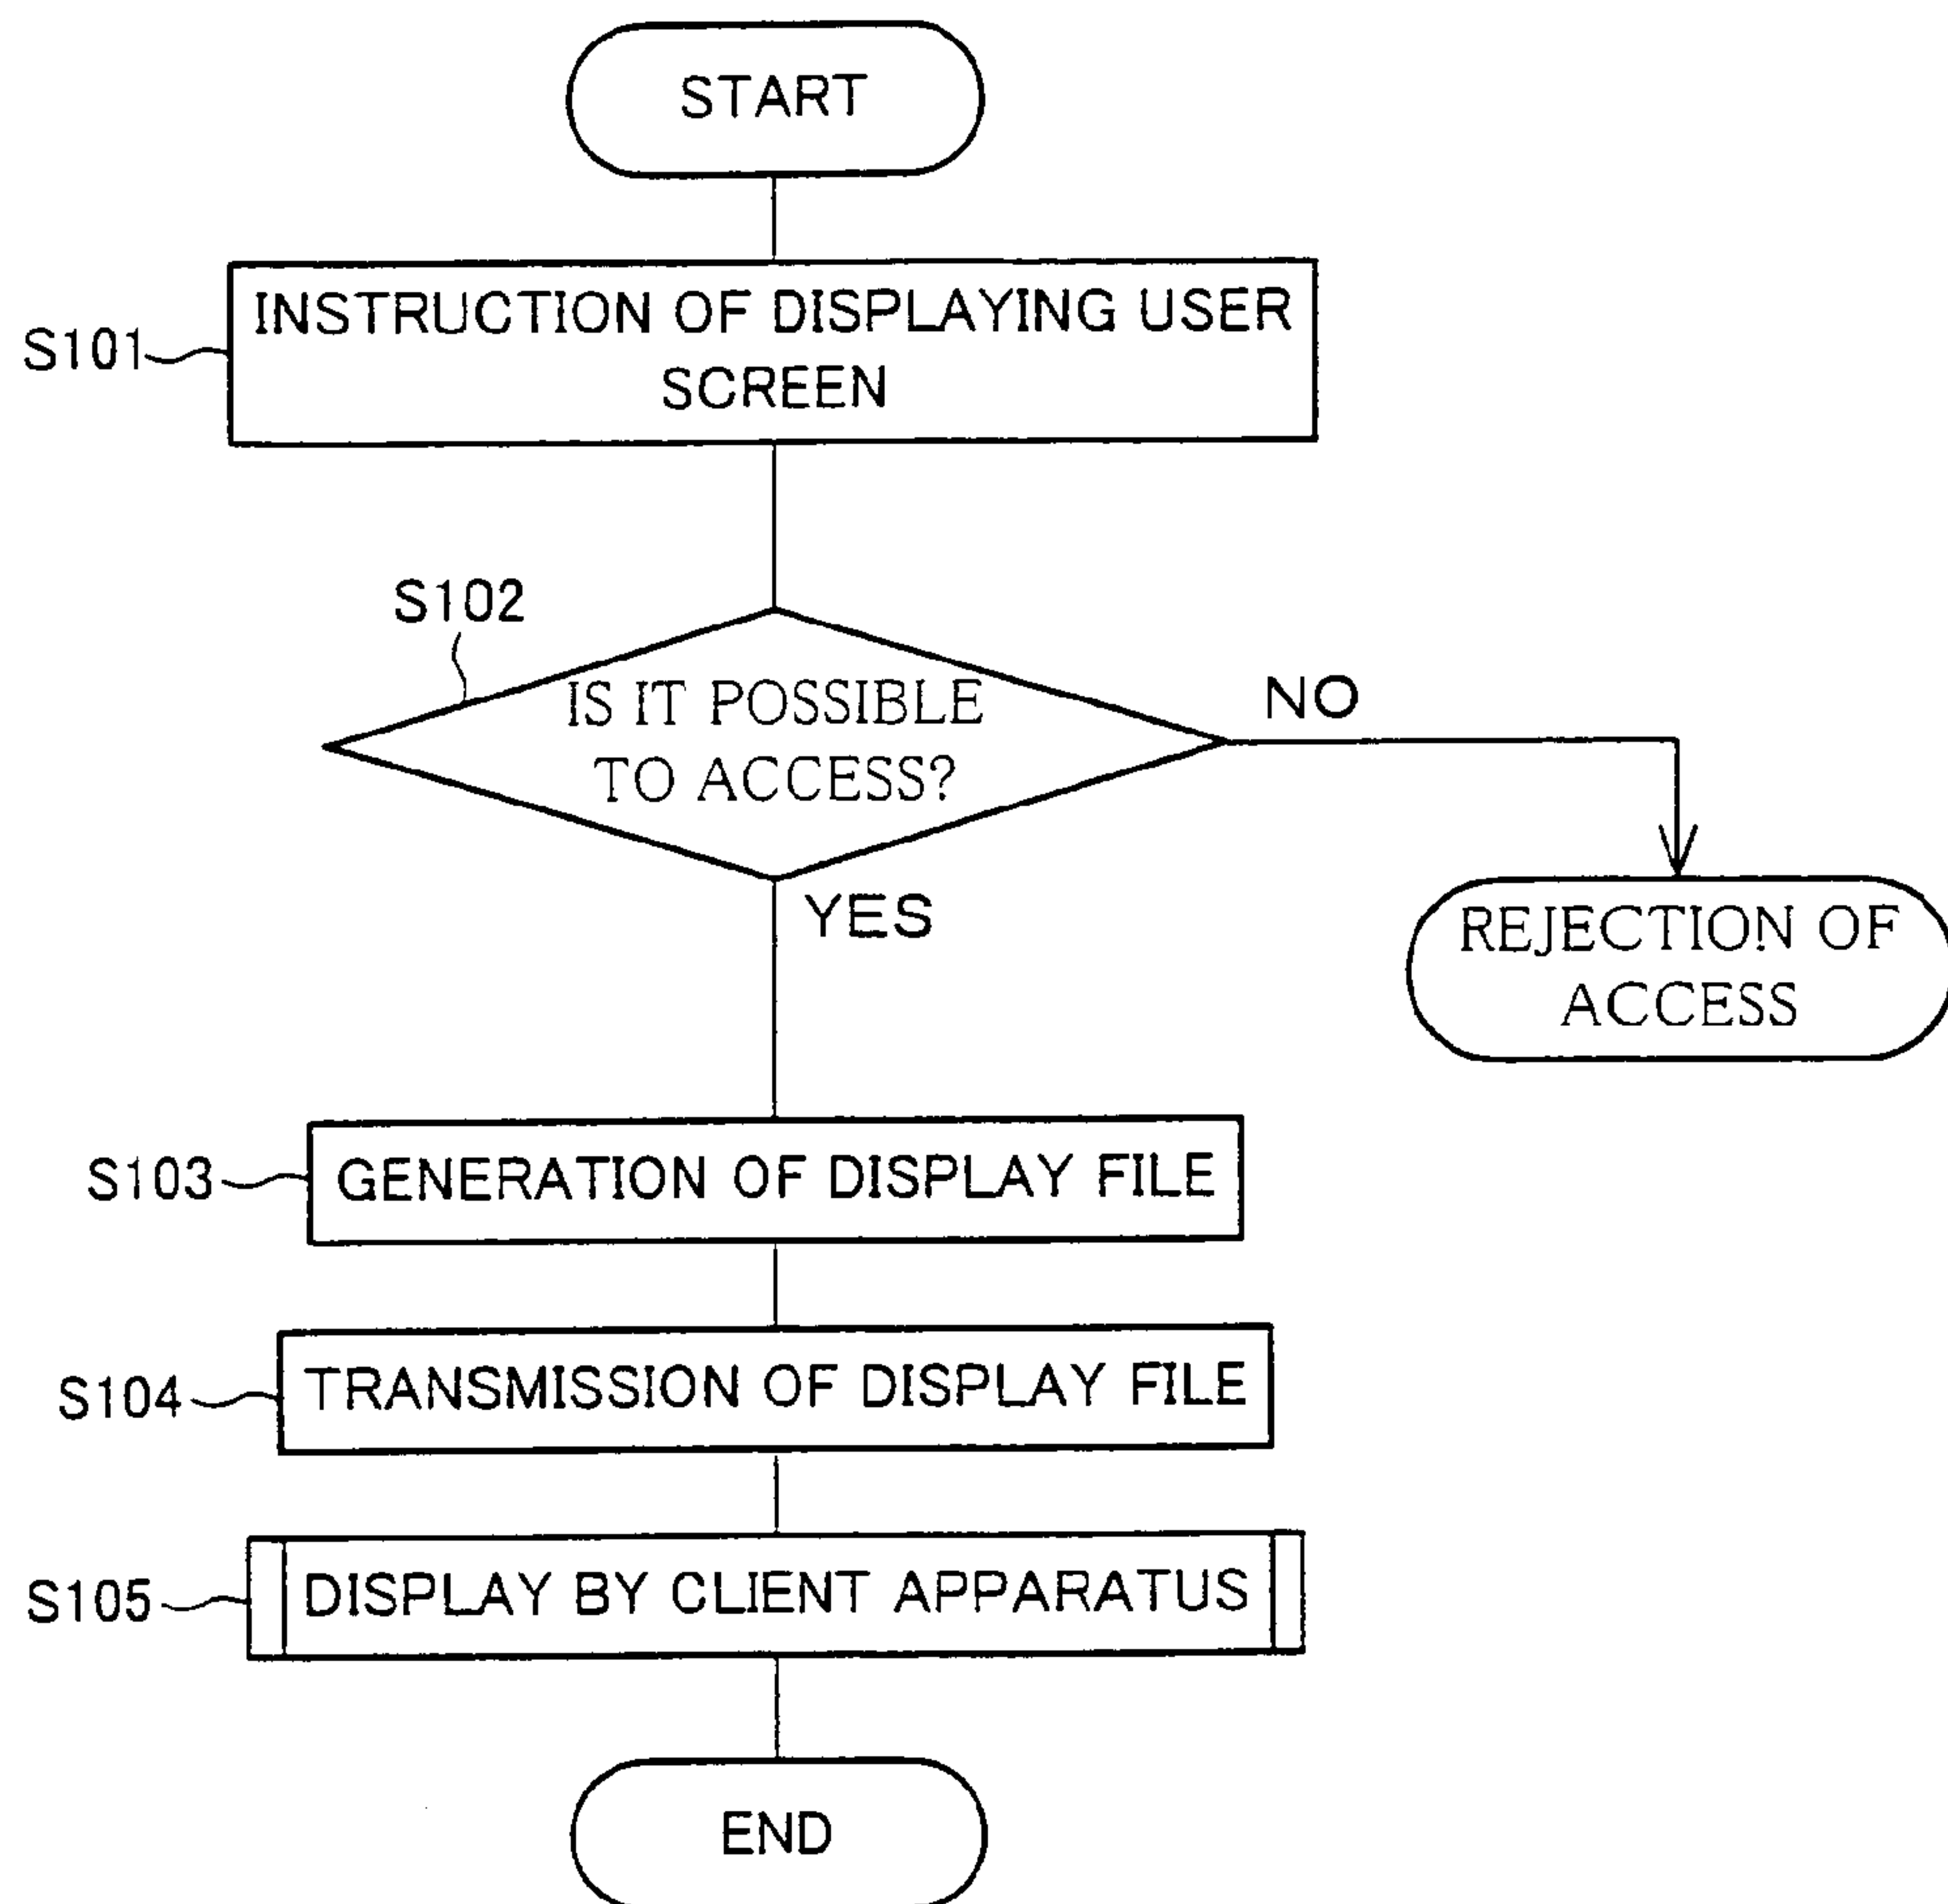 START
S101
INSTRUCTION OF DISPLAYING USER
SCREEN
S102
IS IT POSSIBLE
TO ACCESS?
NO
YES
REJECTION OF
ACCESS
S103
GENERATION OF DISPLAY FILE
S104
TRANSMISSION OF DISPLAY FILE
S105
DISPLAY BY CLIENT APPARATUS
END